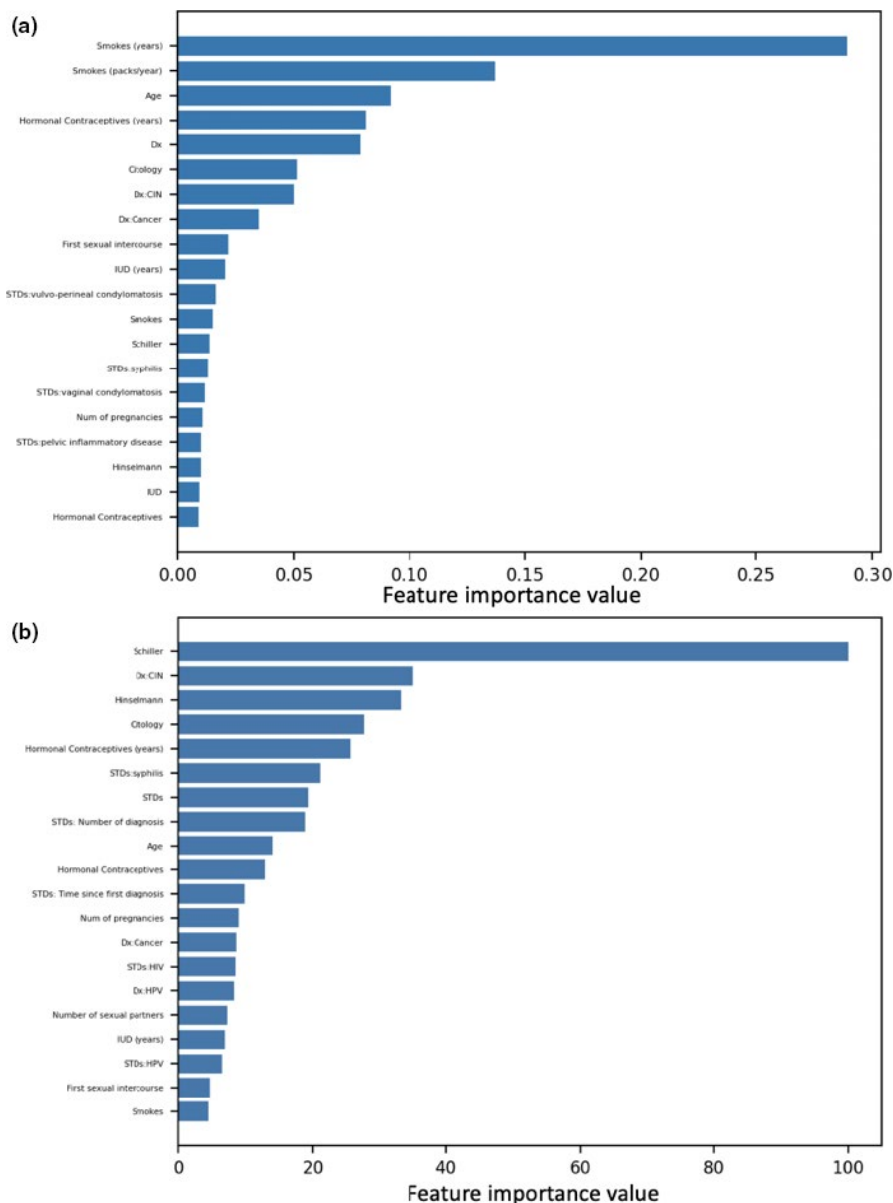 (a)
Smokes (years)
Smokes (packs/year)
Age
Hormonal Contraceptives (years)
Dx
Citology
Dx:CIN
Dx:Cancer
First sexual intercourse
IUD (years)
STDs:vulvo-perineal condylomatosis
Smokes
Schiller
STDs:syphilis
STDs:vaginal condylomatosis
Num of pregnancies
STDs:pelvic inflammatory disease
Hinselmann
IUD
Hormonal Contraceptives
0.00 0.05 0.10 0.15 0.20 0.25 0.30
Feature importance value
(b)
Schiller
Dx:CIN
Hinselmann
Citology
Hormonal Contraceptives (years)
STDs:syphilis
STDs
STDs: Number of diagnosis
Age
Hormonal Contraceptives
STDs: Time since first diagnosis
Num of pregnancies
Dx:Cancer
STDs:HIV
Dx:HPV
Number of sexual partners
IUD (years)
STDs:HPV
First sexual intercourse
Smokes
0 20 40 60 80 100
Feature importance value